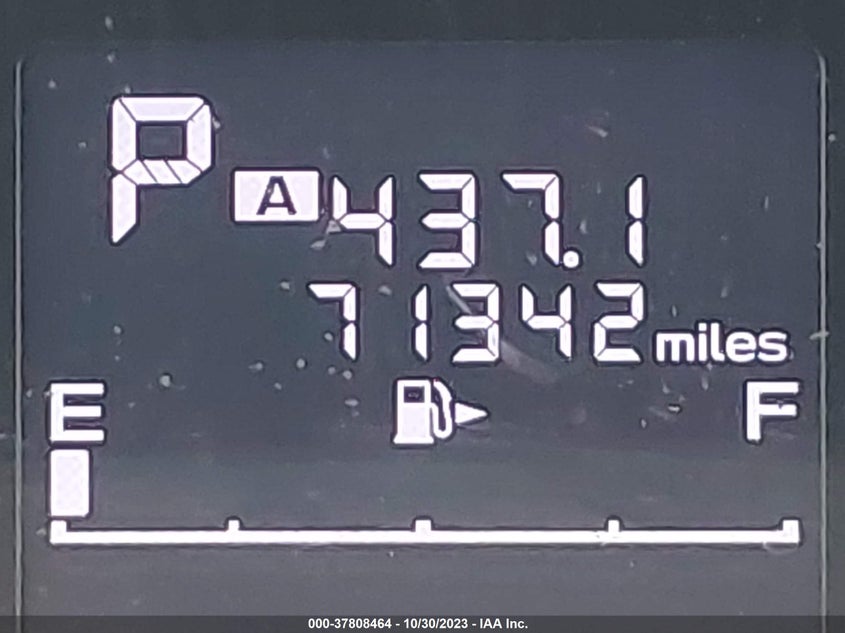 P A 437.1
71342 miles
E F
000-37808464 - 10/30/2023 - IAA Inc.